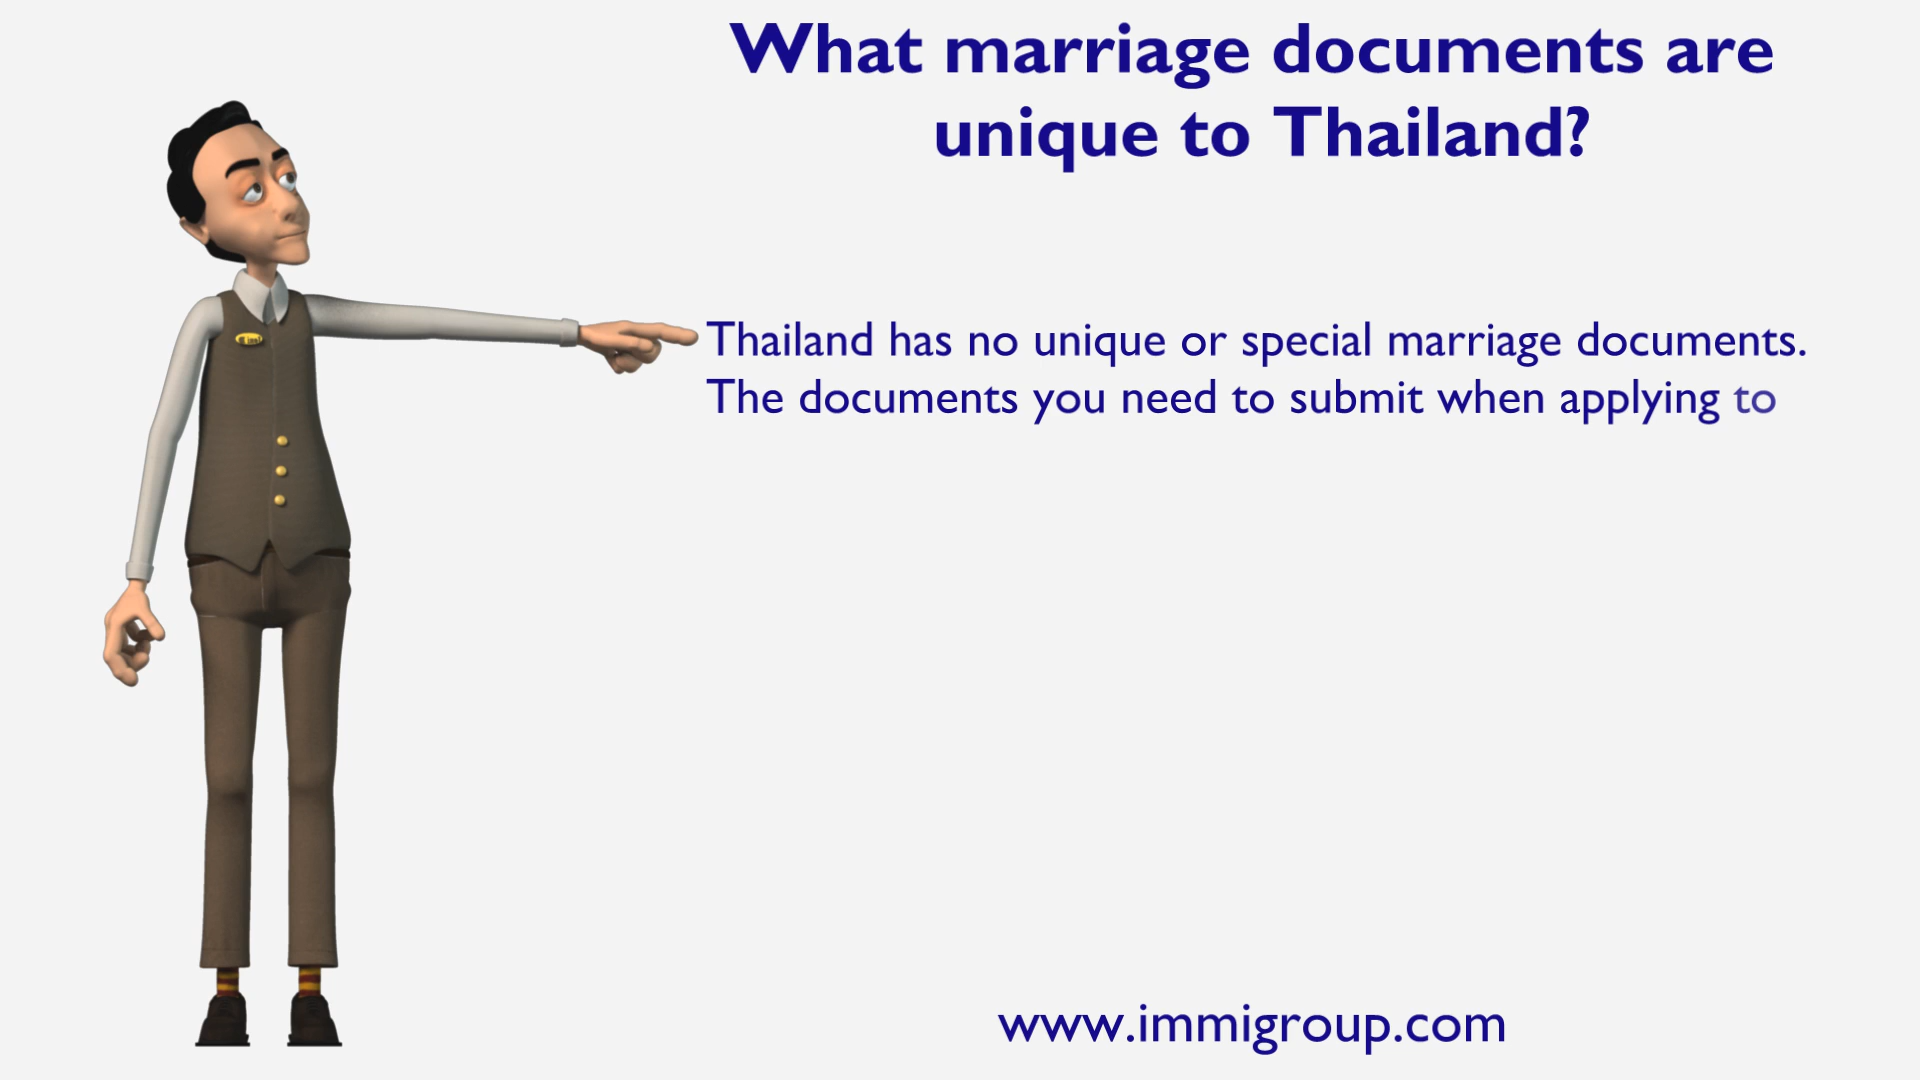 What marriage documents are
unique to Thailand?
Thailand has no unique or special marriage documents.
The documents you need to submit when applying to
www.immigroup.com